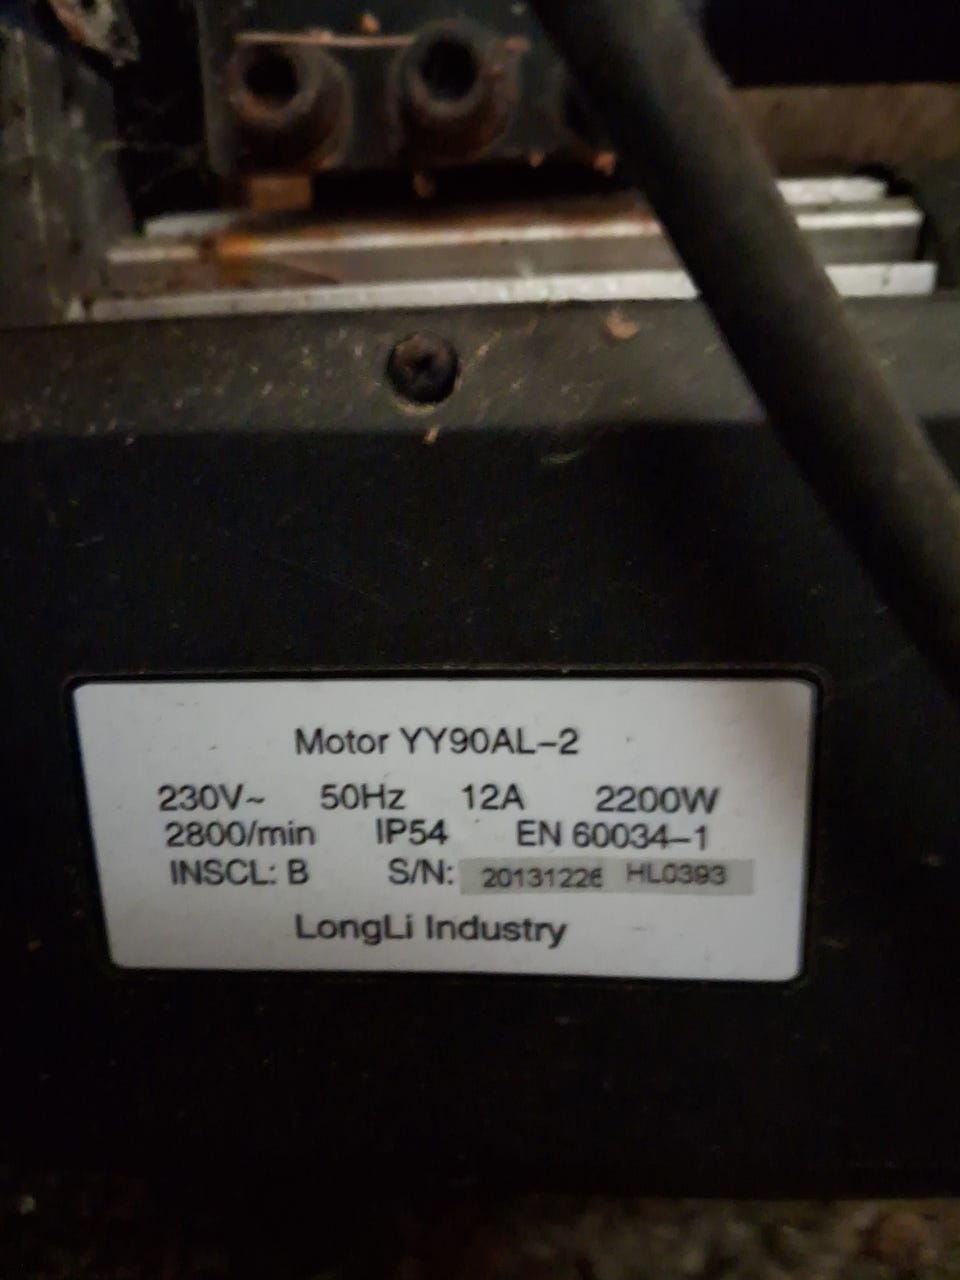 Motor YY90AL-2
230V~ 50Hz 12A 2200W
2800/min IP54 EN 60034-1
INSCL: B S/N: 20131226 HL0393
LongLi Industry